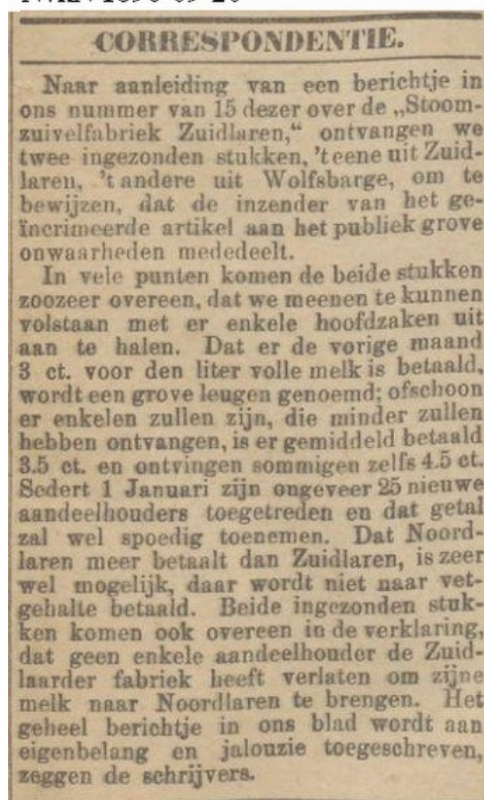 CORRESPONDENTIE.
Naar aanleiding van een berichtje in
ons nummer van 15 dezer over de „Stoom-
zuivelfabriek Zuidlaren,“ ontvangen we
twee ingezonden stukken, 't eene uit Zuid-
laren, 't andere uit Wolfsbarge, om te
bewijzen, dat de inzender van het ge-
ïncrimeerde artikel aan het publiek grove
onwaarheden mededeelt.
In vele punten komen de beide stukken
zoozeer overeen, dat we meenen te kunnen
volstaan met er enkele hoofdzaken uit
aan te halen. Dat er de vorige maand
3 ct. voor den liter volle melk is betaald,
wordt een grove leugen genoemd; ofschoon
er enkelen zullen zijn, die minder zullen
hebben ontvangen, is er gemiddeld betaald
3.5 ct. en ontvingen sommigen zelfs 4.5 ct.
Sedert 1 Januari zijn ongeveer 25 nieuwe
aandeelhouders toegetreden en dat getal
zal wel spoedig toenemen. Dat Noord-
laren meer betaalt dan Zuidlaren, is zeer
wel mogelijk, daar wordt niet naar vet-
gehalte betaald. Beide ingezonden stuk-
ken komen ook overeen in de verklaring,
dat geen enkele aandeelhouder de Zuid-
laarder fabriek heeft verlaten om zijne
melk naar Noordlaren te brengen. Het
geheel berichtje in ons blad wordt aan
eigenbelang en jalouzie toegeschreven,
zeggen de schrijvers.